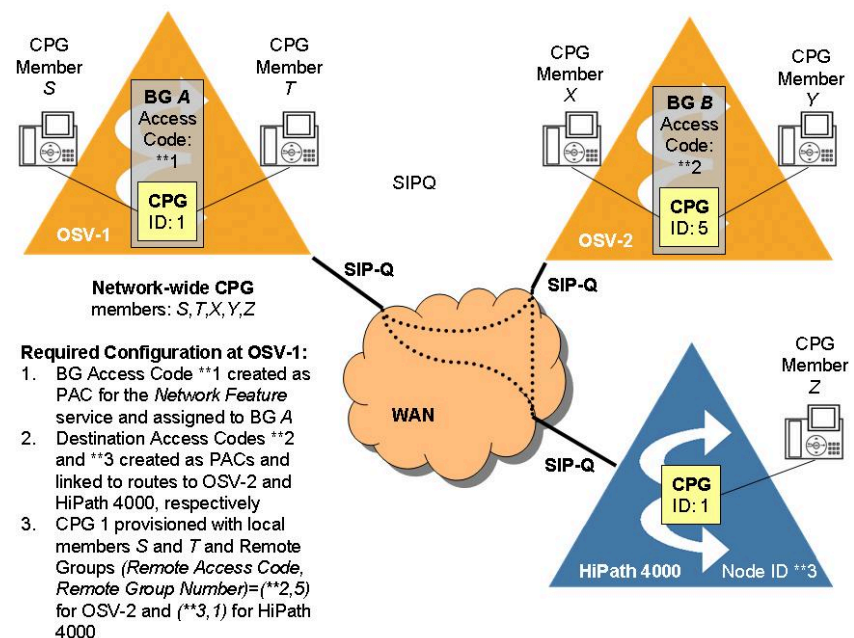 CPG
Member
S
CPG
Member
T
BG A
Access
Code:
**1
CPG
ID: 1
OSV-1
SIPQ
CPG
Member
X
CPG
Member
Y
BG B
Access
Code:
**2
CPG
ID: 5
OSV-2
SIP-Q
SIP-Q
Network-wide CPG
members: S,T,X,Y,Z
Required Configuration at OSV-1:
1. BG Access Code **1 created as
PAC for the Network Feature
service and assigned to BG A
2. Destination Access Codes **2
and **3 created as PACs and
linked to routes to OSV-2 and
HiPath 4000, respectively
3. CPG 1 provisioned with local
members S and T and Remote
Groups (Remote Access Code,
Remote Group Number)=(**2,5)
for OSV-2 and (**3,1) for HiPath
4000
WAN
SIP-Q
CPG
Member
Z
CPG
ID: 1
HiPath 4000
Node ID **3